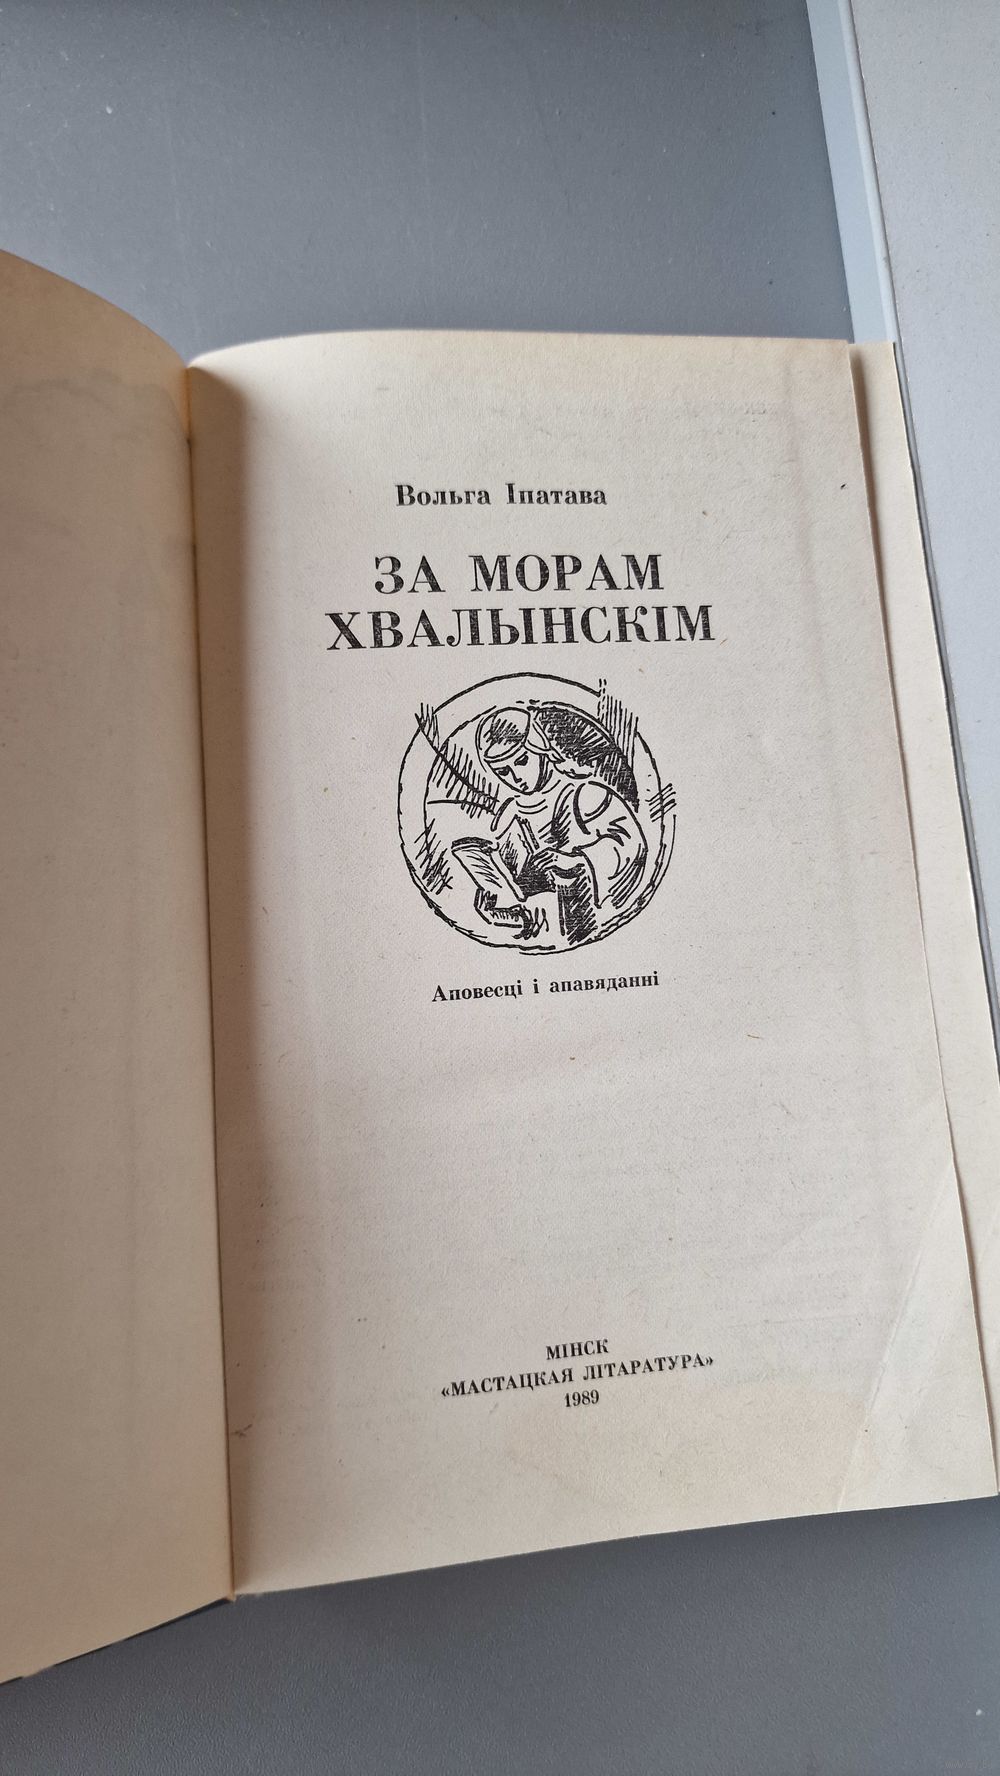 Вольга Іпатава
ЗА МОРАМ
ХВАЛЫНСКІМ
Аповесці і апавяданні
МІНСК
«МАСТАЦКАЯ ЛІТАРАТУРА»
1989